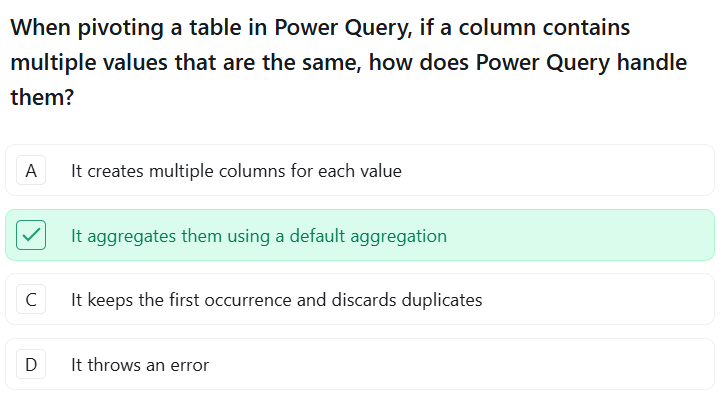 When pivoting a table in Power Query, if a column contains
multiple values that are the same, how does Power Query handle
them?
A It creates multiple columns for each value
It aggregates them using a default aggregation
C It keeps the first occurrence and discards duplicates
D It throws an error